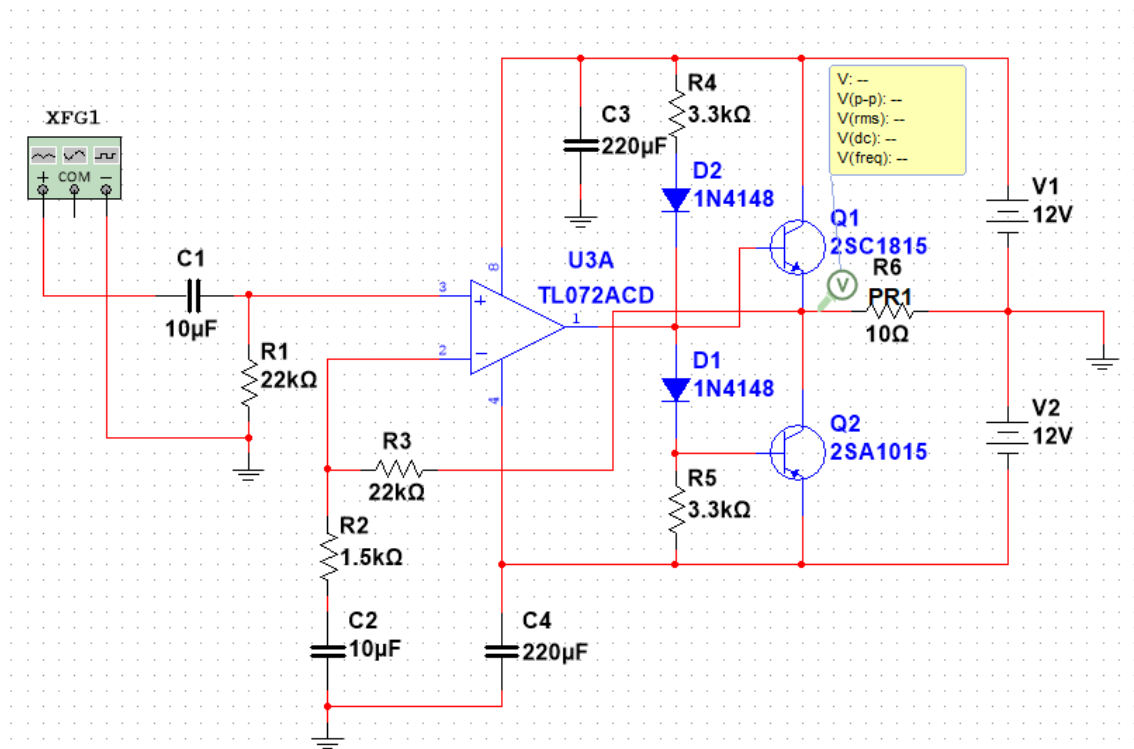 XFG1
+ COM −
C1
10µF
R1
22kΩ
R3
22kΩ
R2
1.5kΩ
C2
10µF
C4
220µF
C3
220µF
U3A
TL072ACD
3
2
8
4
1
+
−
R4
3.3kΩ
D2
1N4148
D1
1N4148
R5
3.3kΩ
V: --
V(p-p): --
V(rms): --
V(dc): --
V(freq): --
Q1
2SC1815
V
R6
PR1
10Ω
Q2
2SA1015
V1
12V
V2
12V